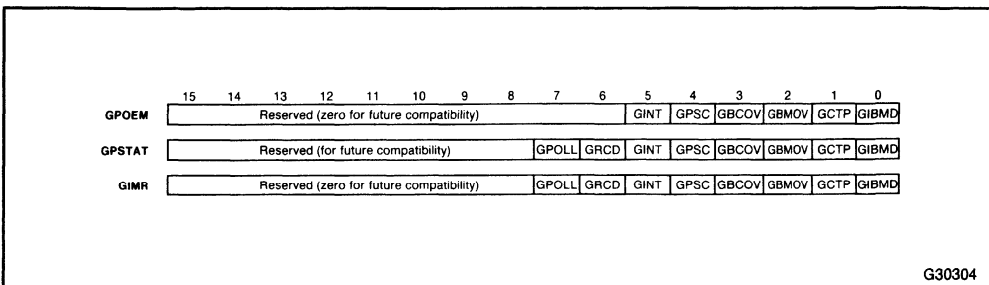 15 14 13 12 11 10 9 8 7 6 5 4 3 2 1 0
GPOEM Reserved (zero for future compatibility) GINT GPSC GBCOV GBMOV GCTP GIBMD
GPSTAT Reserved (for future compatibility) GPOLL GRCD GINT GPSC GBCOV GBMOV GCTP GIBMD
GIMR Reserved (zero for future compatibility) GPOLL GRCD GINT GPSC GBCOV GBMOV GCTP GIBMD
G30304